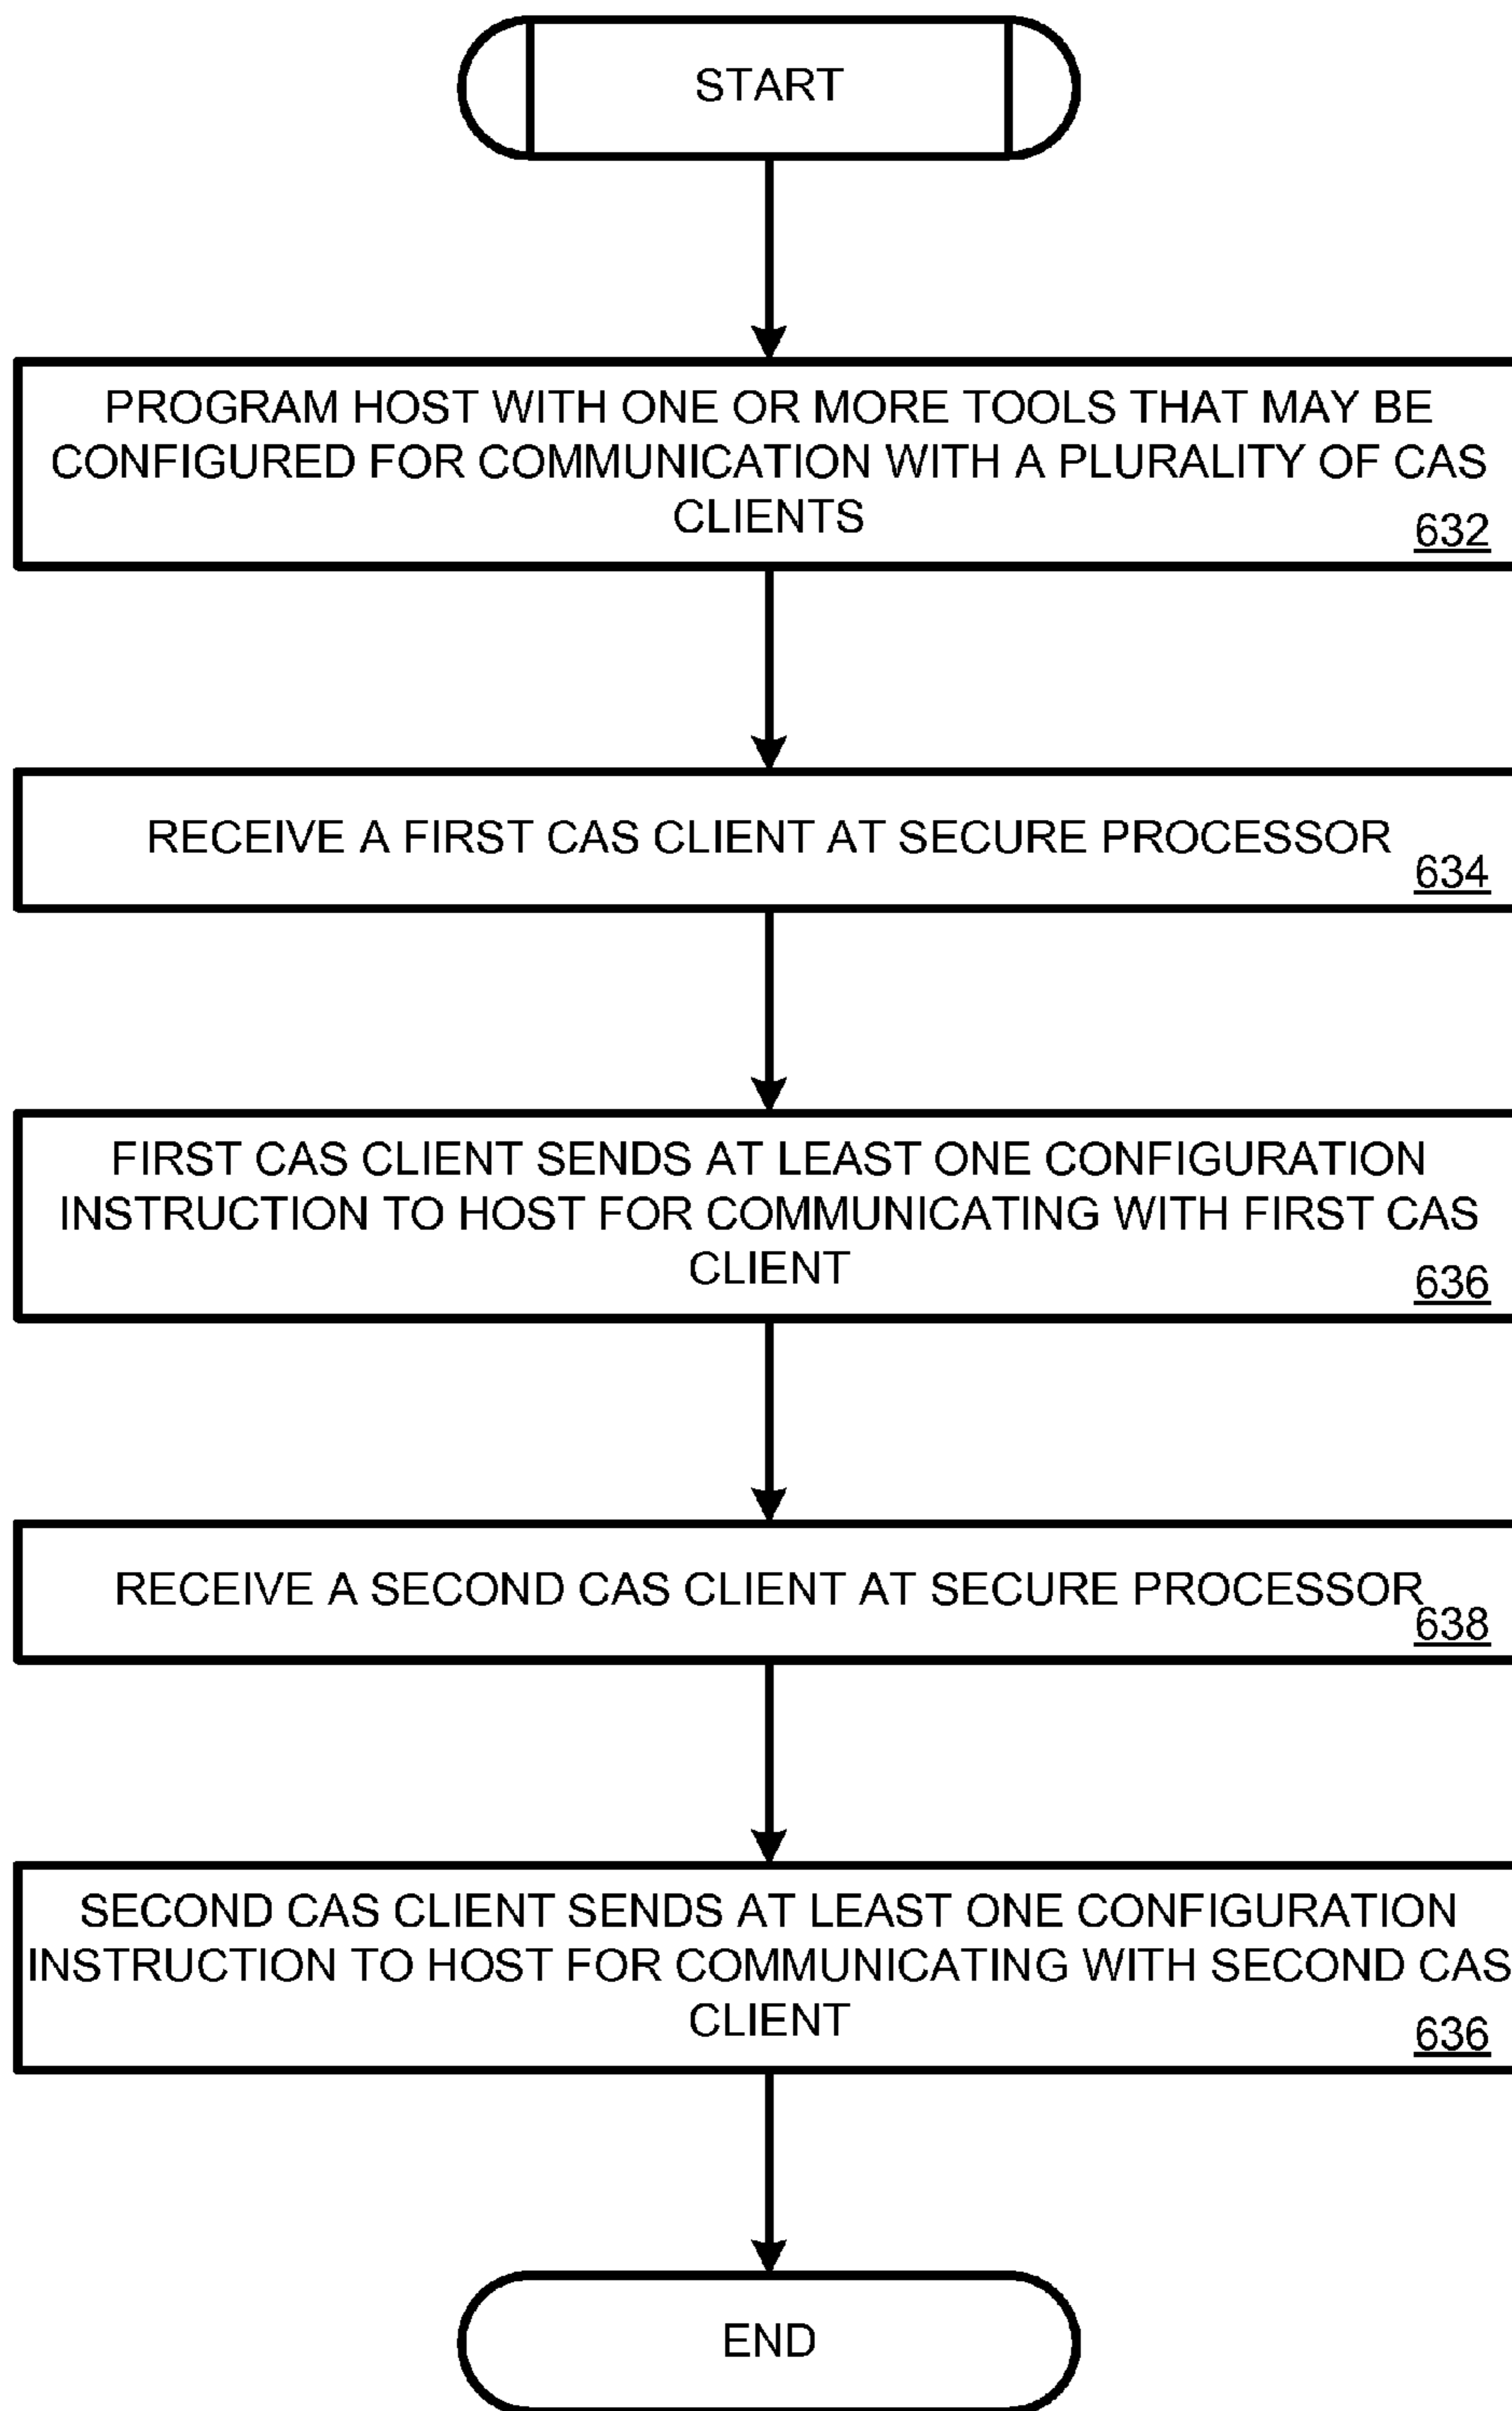 START
PROGRAM HOST WITH ONE OR MORE TOOLS THAT MAY BE
CONFIGURED FOR COMMUNICATION WITH A PLURALITY OF CAS
CLIENTS
632
RECEIVE A FIRST CAS CLIENT AT SECURE PROCESSOR
634
FIRST CAS CLIENT SENDS AT LEAST ONE CONFIGURATION
INSTRUCTION TO HOST FOR COMMUNICATING WITH FIRST CAS
CLIENT
636
RECEIVE A SECOND CAS CLIENT AT SECURE PROCESSOR
638
SECOND CAS CLIENT SENDS AT LEAST ONE CONFIGURATION
INSTRUCTION TO HOST FOR COMMUNICATING WITH SECOND CAS
CLIENT
636
END